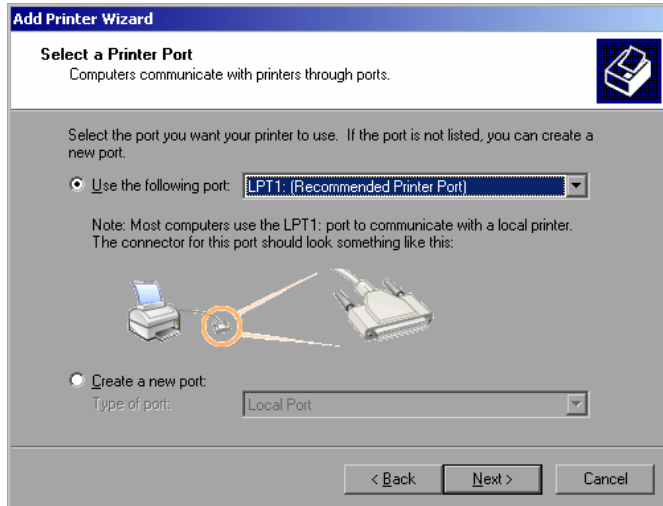 Add Printer Wizard
Select a Printer Port
Computers communicate with printers through ports.
Select the port you want your printer to use. If the port is not listed, you can create a
new port.
Use the following port: LPT1: (Recommended Printer Port)
Note: Most computers use the LPT1: port to communicate with a local printer.
The connector for this port should look something like this:
Create a new port:
Type of port: Local Port
< Back Next > Cancel